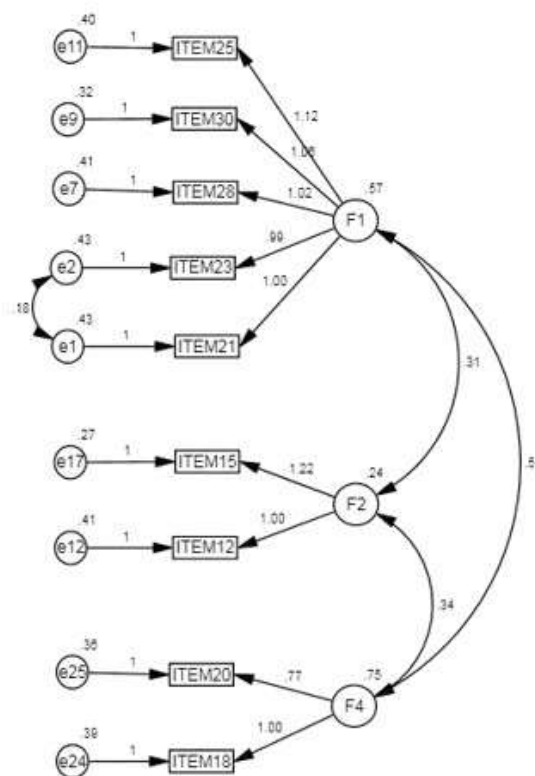 .40
e11 1 ITEM25
1.12
.32
e9 1 ITEM30
1.06
.41
e7 1 ITEM28
1.02
.57
F1
.43
e2 1 ITEM23
.99
.18
.43
e1 1 ITEM21
1.00
.31
.5
.27
e17 1 ITEM15
1.22
.24
F2
.41
e12 1 ITEM12
1.00
.34
.36
e25 1 ITEM20
.77
.75
F4
.39
e24 1 ITEM18
1.00